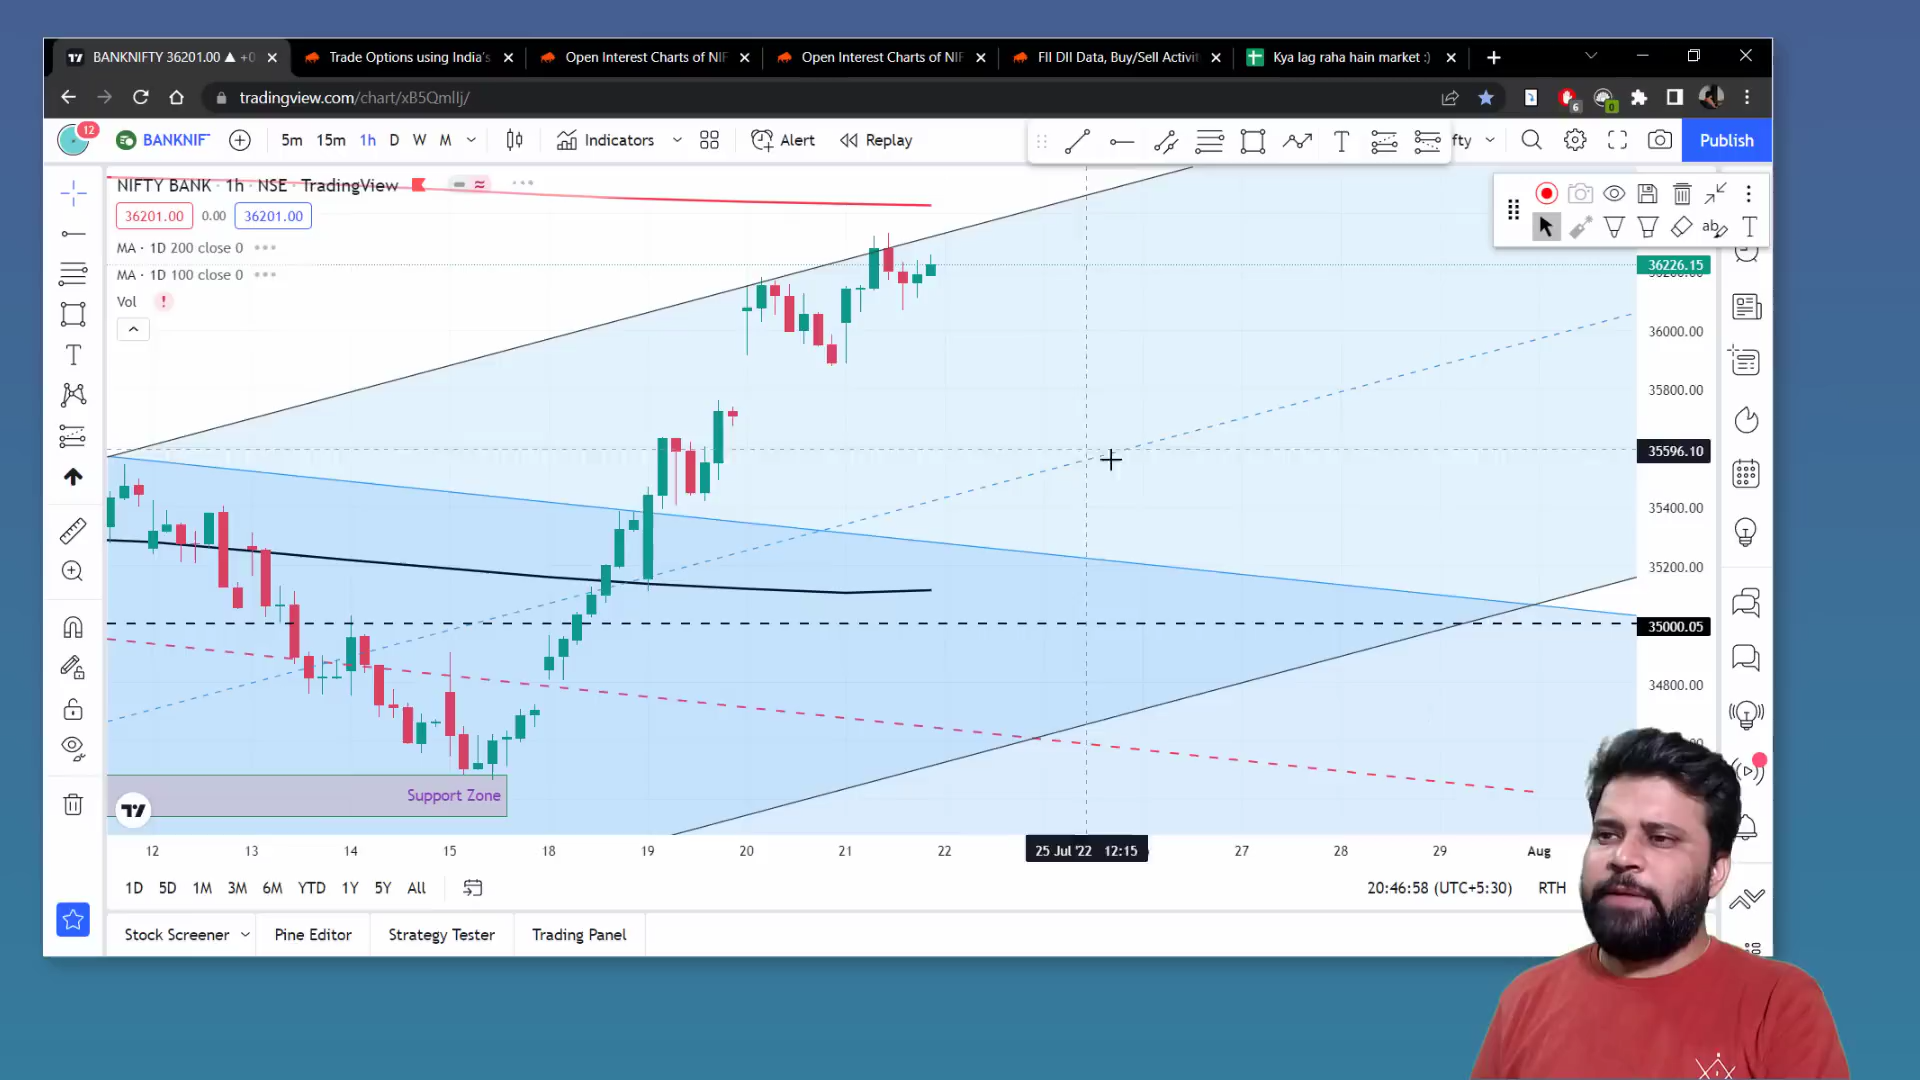 BANKNIFTY 36201.00 ▲ +0
Trade Options using India's
Open Interest Charts of NIF
Open Interest Charts of NIF
FII DII Data, Buy/Sell Activit
Kya lag raha hain market :)
tradingview.com/chart/xB5QmlIj/
6
0
12
BANKNIF
5m
15m
1h
D
W
M
Indicators
Alert
Replay
T
fty
Publish
NIFTY BANK · 1h · NSE · TradingView
36201.00
0.00
36201.00
MA · 1D 200 close 0
MA · 1D 100 close 0
Vol
36226.15
36000.00
35800.00
35596.10
35400.00
35200.00
35000.05
34800.00
Support Zone
12
13
14
15
18
19
20
21
22
25 Jul '22 12:15
27
28
29
Aug
1D
5D
1M
3M
6M
YTD
1Y
5Y
All
20:46:58 (UTC+5:30)
RTH
Stock Screener
Pine Editor
Strategy Tester
Trading Panel